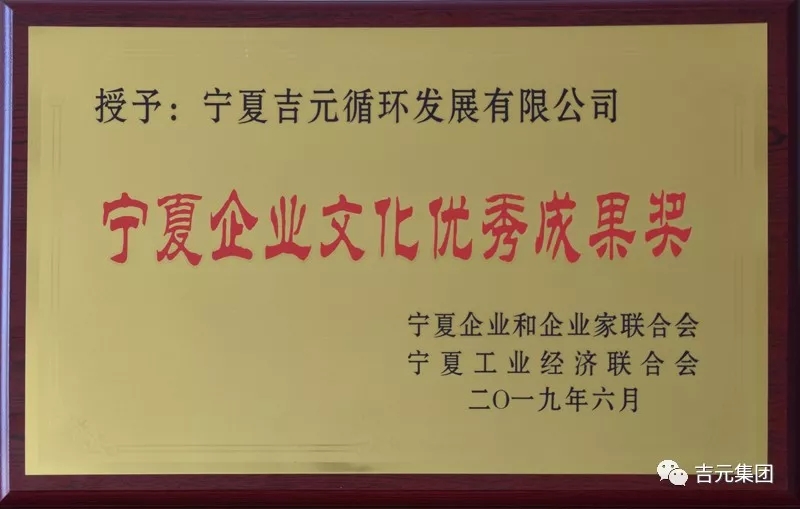 授予：宁夏吉元循环发展有限公司
宁夏企业文化优秀成果奖
宁夏企业和企业家联合会
宁夏工业经济联合会
二〇一九年六月
吉元集团